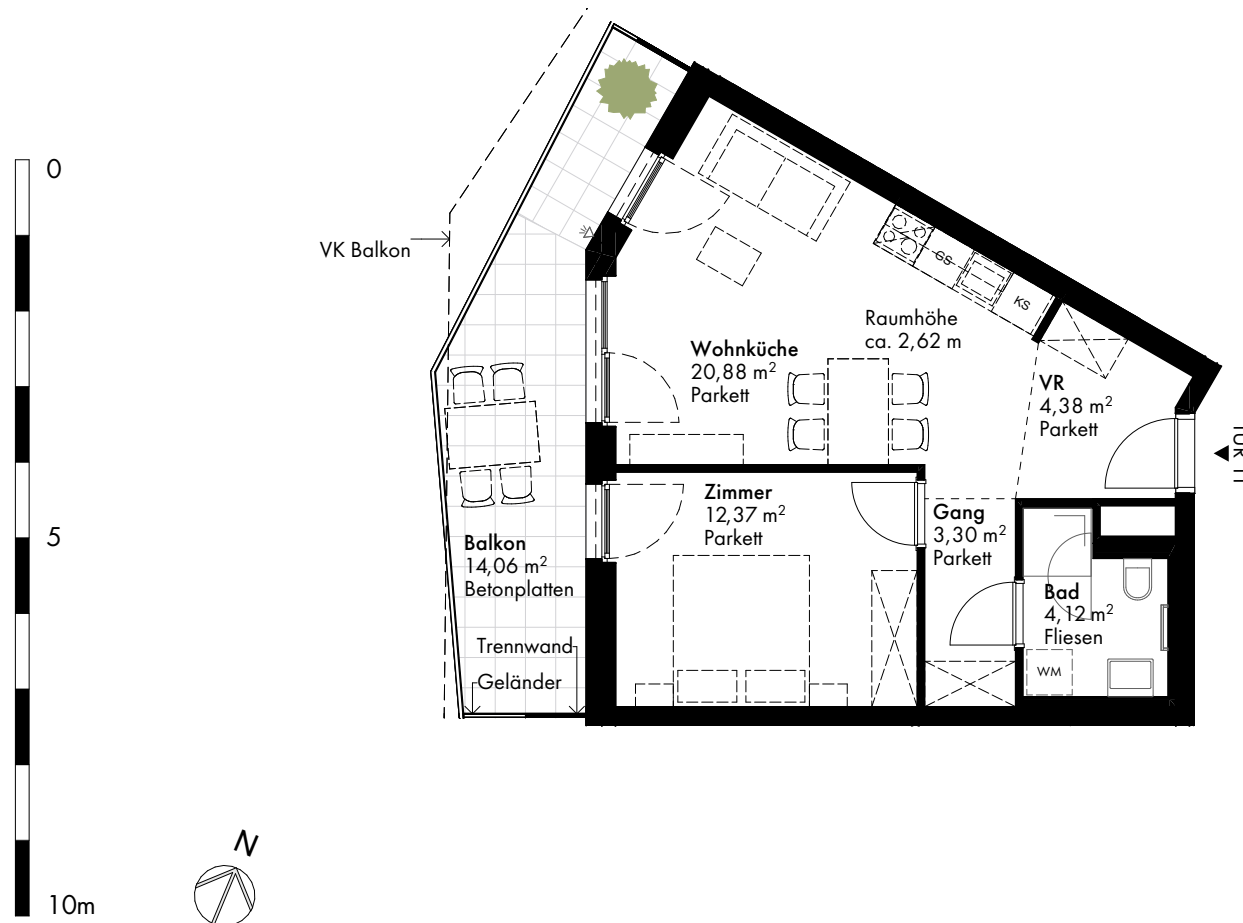 0
5
10m
N
VK Balkon
Raumhöhe
ca. 2,62 m
Wohnküche
20,88 m²
Parkett
GS
KS
VR
4,38 m²
Parkett
Zimmer
12,37 m²
Parkett
Gang
3,30 m²
Parkett
Bad
4,12 m²
Fliesen
WM
Balkon
14,06 m²
Betonplatten
Trennwand
Geländer